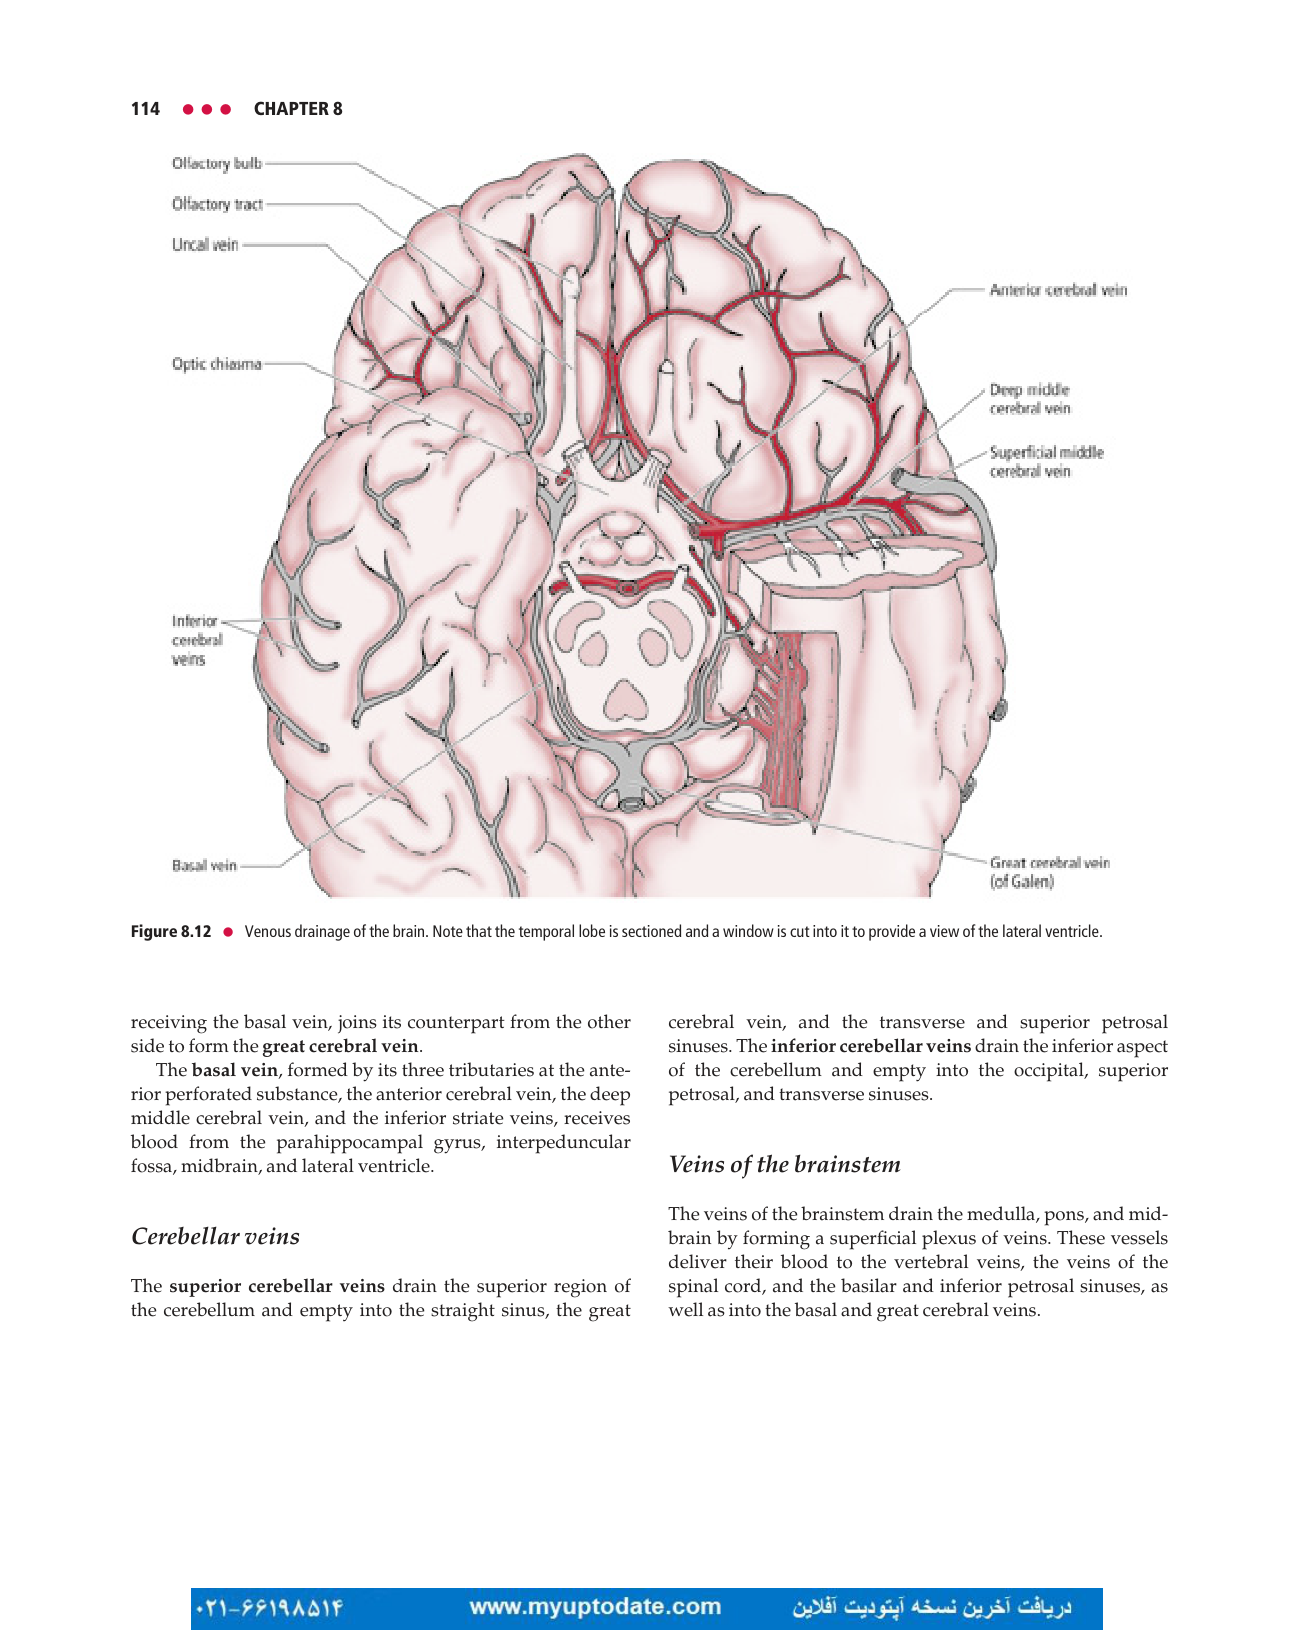 114 ● ● ● CHAPTER 8
Olfactory bulb
Olfactory tract
Uncal vein
Optic chiasma
Inferior
cerebral
veins
Basal vein
Anterior cerebral vein
Deep middle
cerebral vein
Superficial middle
cerebral vein
Great cerebral vein
(of Galen)
Figure 8.12 ● Venous drainage of the brain. Note that the temporal lobe is sectioned and a window is cut into it to provide a view of the lateral ventricle.
receiving the basal vein, joins its counterpart from the other
side to form the great cerebral vein.
The basal vein, formed by its three tributaries at the ante-
rior perforated substance, the anterior cerebral vein, the deep
middle cerebral vein, and the inferior striate veins, receives
blood from the parahippocampal gyrus, interpeduncular
fossa, midbrain, and lateral ventricle.
Cerebellar veins
The superior cerebellar veins drain the superior region of
the cerebellum and empty into the straight sinus, the great
cerebral vein, and the transverse and superior petrosal
sinuses. The inferior cerebellar veins drain the inferior aspect
of the cerebellum and empty into the occipital, superior
petrosal, and transverse sinuses.
Veins of the brainstem
The veins of the brainstem drain the medulla, pons, and mid-
brain by forming a superficial plexus of veins. These vessels
deliver their blood to the vertebral veins, the veins of the
spinal cord, and the basilar and inferior petrosal sinuses, as
well as into the basal and great cerebral veins.
۰۲۱-۶۶۱۹۸۵۱۴ www.myuptodate.com دریافت آخرین نسخه آپتودیت آفلاین